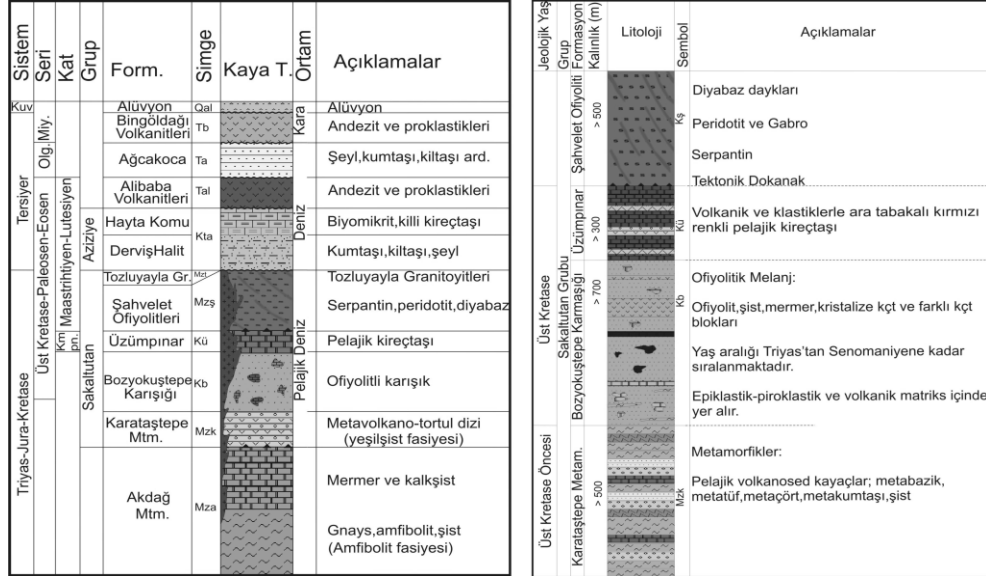 Sistem
Seri
Kat
Grup
Form.
Simge
Kaya T.
Ortam
Açıklamalar
Kuv
Tersiyer
Triyas-Jura-Kretase
Miy.
Olg.
Üst Kretase-Paleosen-Eosen
Maastrihtiyen-Lutesiyen
Km
pn.
Aziziye
Sakaltutan
Alüvyon
Qal
Alüvyon
Bingöldağı
Volkanitleri
Tb
Andezit ve proklastikleri
Ağcakoca
Ta
Şeyl,kumtaşı,kiltaşı ard.
Alibaba
Volkanitleri
Tal
Andezit ve proklastikleri
Hayta Komu
Biyomikrit, killi kireçtaşı
Kta
DervişHalit
Kumtaşı,kiltaşı,şeyl
Tozluyayla Gr.
Mzt
Tozluyayla Granitoyitleri
Şahvelet
Ofiyolitleri
Mzş
Serpantin,peridotit,diyabaz
Üzümpınar
Kü
Pelajik kireçtaşı
Bozyokuştepe
Karışığı
Kb
Ofiyolitli karışık
Karataştepe
Mtm.
Mzk
Metavolkano-tortul dizi
(yeşilşist fasiyesi)
Akdağ
Mtm.
Mza
Mermer ve kalkşist
Gnays,amfibolit,şist
(Amfibolit fasiyesi)
Kara
Deniz
Pelajik Deniz
Jeolojik Yaş
Grup
Formasyon
Kalınlık (m)
Litoloji
Sembol
Açıklamalar
Üst Kretase
Üst Kretase Öncesi
Sakaltutan Grubu
Şahvelet Ofiyoliti
> 500
Kş
Diyabaz daykları
Peridotit ve Gabro
Serpantin
Tektonik Dokanak
Üzümpınar
> 300
Kü
Volkanik ve klastiklerle ara tabakalı kırmızı
renkli pelajik kireçtaşı
Bozyokuştepe Karmaşığı
> 700
Kb
Ofiyolitik Melanj:
Ofiyolit,şist,mermer,kristalize kçt ve farklı kçt
blokları
Yaş aralığı Triyas'tan Senomaniyene kadar
sıralanmaktadır.
Epiklastik-piroklastik ve volkanik matriks içinde
yer alır.
Karataştepe Metam.
> 500
Mzk
Metamorfikler:
Pelajik volkanosed kayaçlar; metabazik,
metatüf,metaçört,metakumtaşı,şist